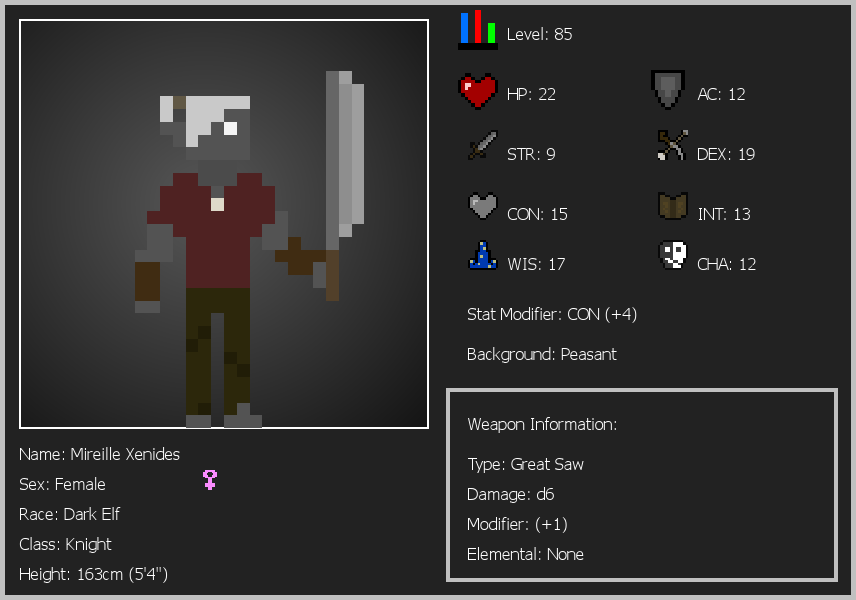 Level: 85
HP: 22
AC: 12
STR: 9
DEX: 19
CON: 15
INT: 13
WIS: 17
CHA: 12
Stat Modifier: CON (+4)
Background: Peasant
Weapon Information:
Type: Great Saw
Damage: d6
Modifier: (+1)
Elemental: None
Name: Mireille Xenides
Sex: Female
Race: Dark Elf
Class: Knight
Height: 163cm (5'4")